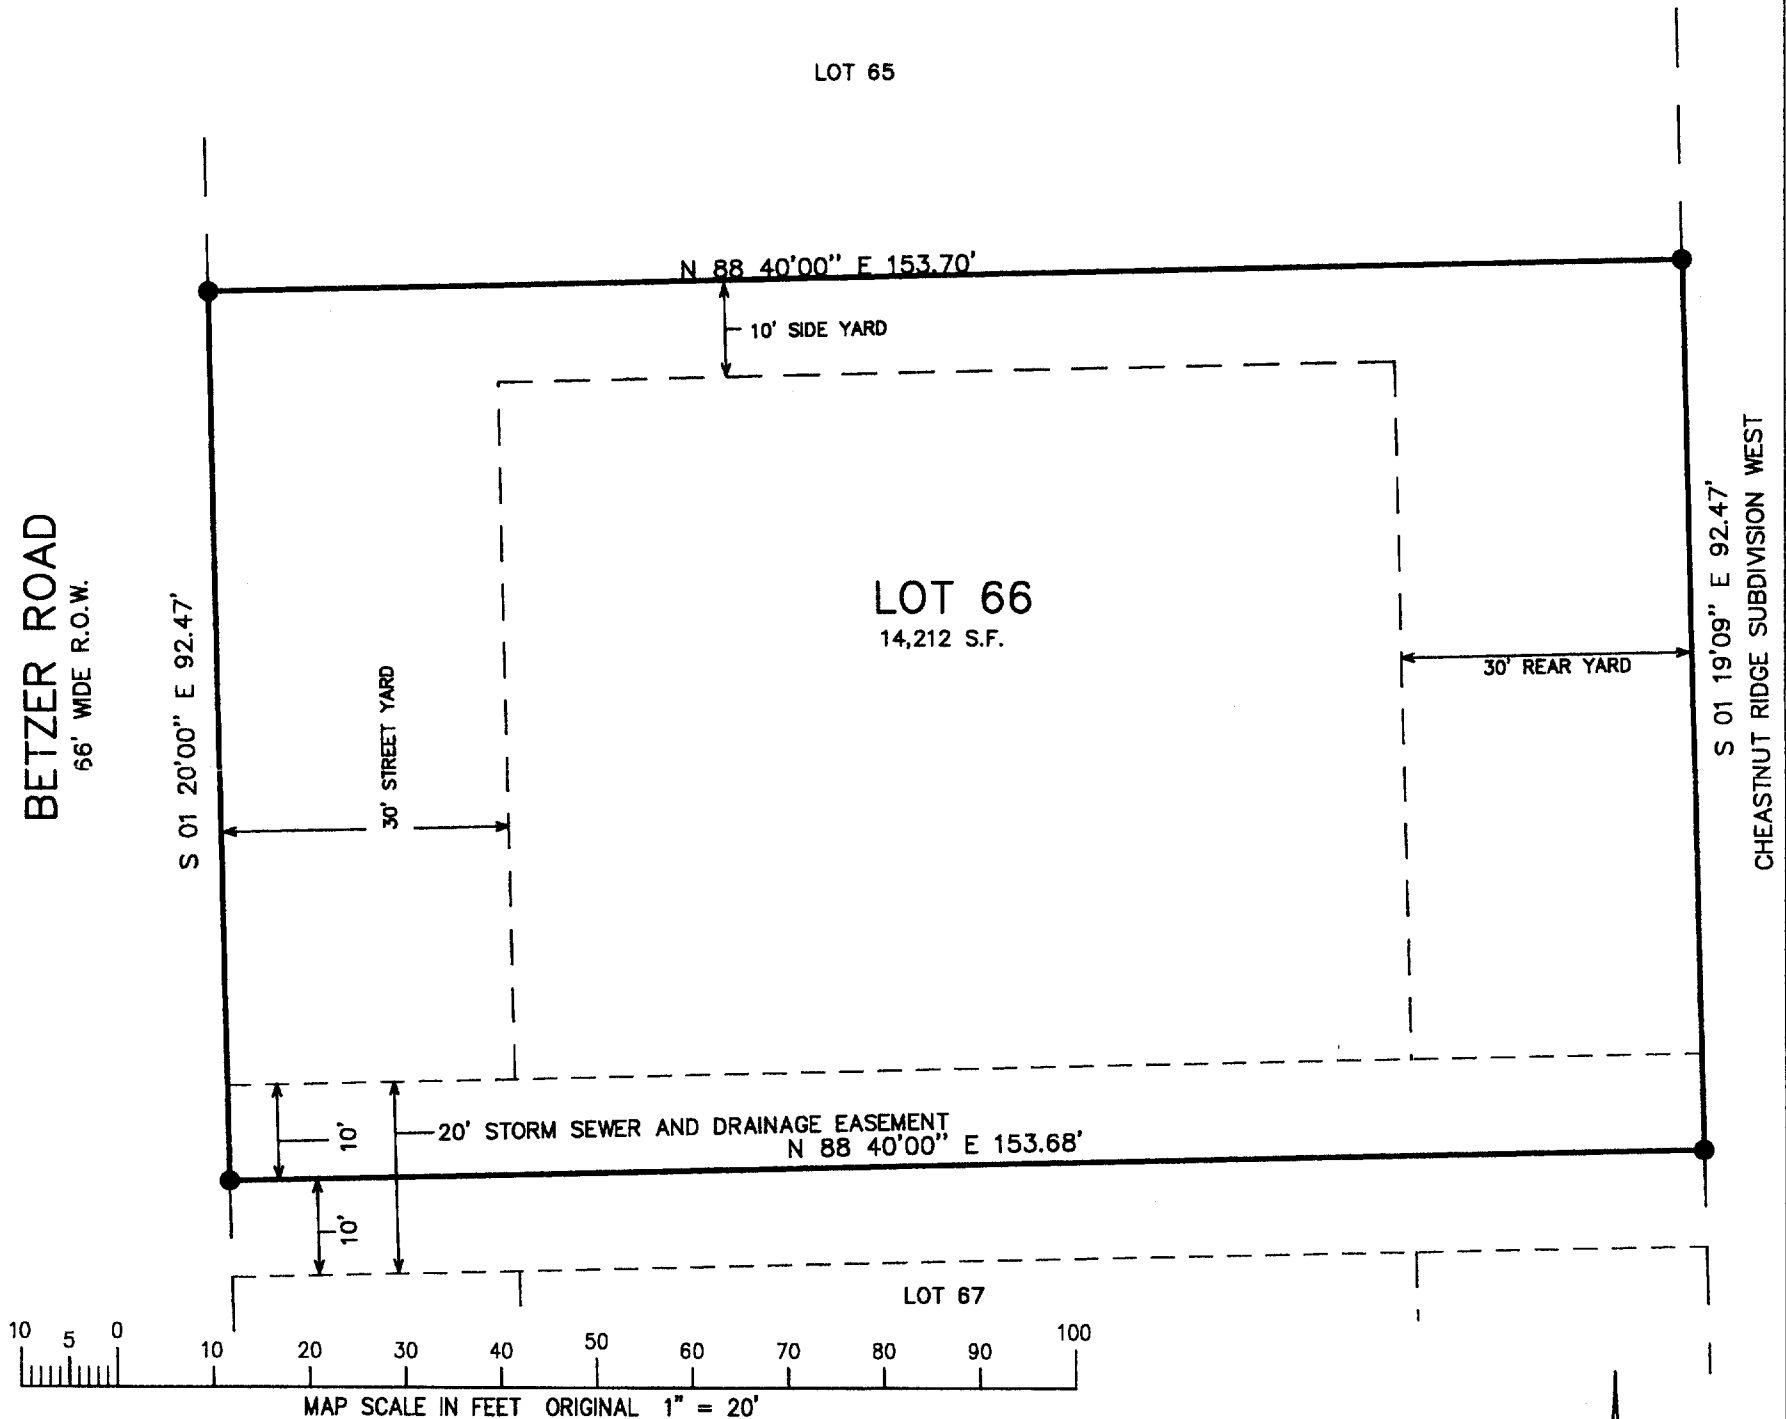 LOT 65
N 88 40'00" E 153.70'
10' SIDE YARD
LOT 66
14,212 S.F.
BETZER ROAD
66' WIDE R.O.W.
S 01 20'00" E 92.47'
30' STREET YARD
30' REAR YARD
S 01 19'09" E 92.47'
CHEASTNUT RIDGE SUBDIVISION WEST
10'
20' STORM SEWER AND DRAINAGE EASEMENT
N 88 40'00" E 153.68'
10'
LOT 67
10 5 0 10 20 30 40 50 60 70 80 90 100
MAP SCALE IN FEET ORIGINAL 1" = 20'